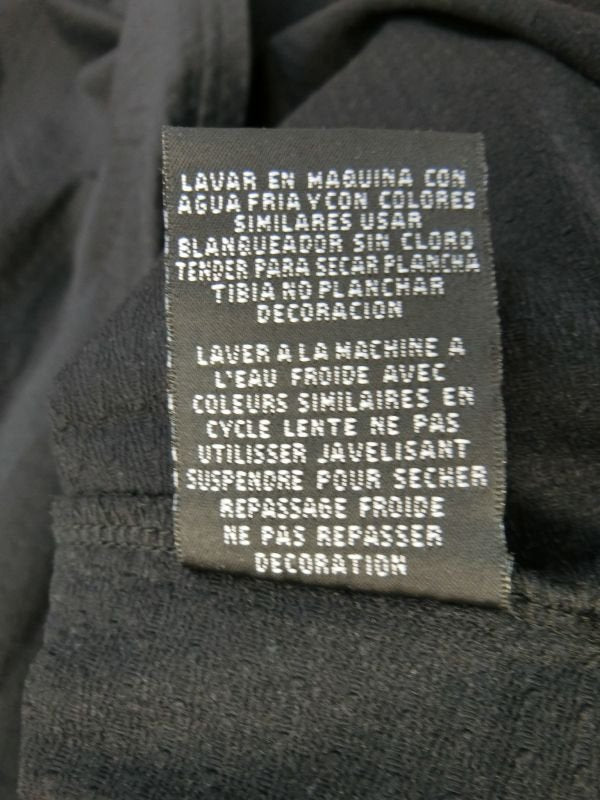 LAVAR EN MAQUINA CON
AGUA FRIA Y CON COLORES
SIMILARES USAR
BLANQUEADOR SIN CLORO
TENDER PARA SECAR PLANCHA
TIBIA NO PLANCHAR
DECORACION
LAVER A LA MACHINE A
L'EAU FROIDE AVEC
COLEURS SIMILAIRES EN
CYCLE LENTE NE PAS
UTILISER JAVELISANT
SUSPENDRE POUR SECHER
REPASSAGE FROIDE
NE PAS REPASSER
DECORATION